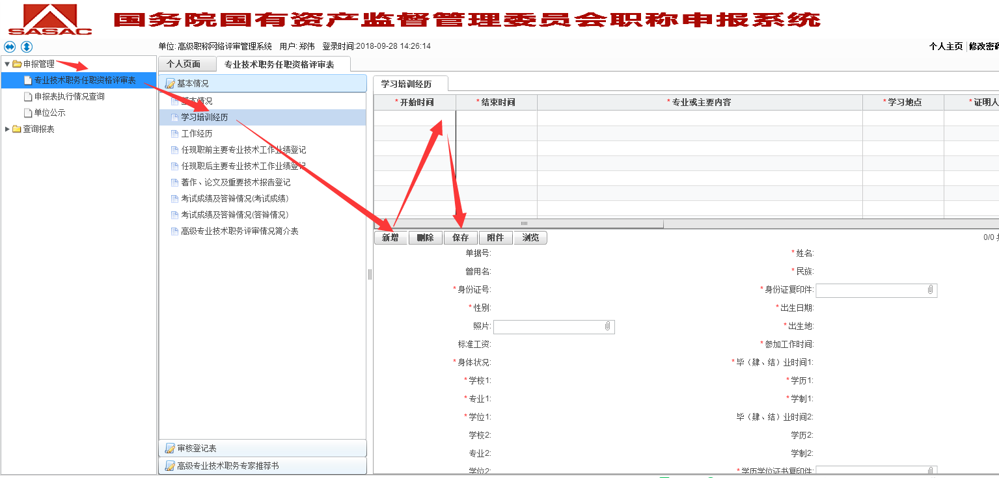 SASAC
国务院国有资产监督管理委员会职称申报系统
单位: 高级职称网络评审管理系统 用户: 郑伟 登录时间:2018-09-28 14:26:14
个人主页 修改密码
申报管理
专业技术职务任职资格评审表
申报表执行情况查询
单位公示
查询报表
个人页面 专业技术职务任职资格评审表
基本情况
基本情况
学习培训经历
工作经历
任现职前主要专业技术工作业绩登记
任现职后主要专业技术工作业绩登记
著作、论文及重要技术报告登记
考试成绩及答辩情况(考试成绩)
考试成绩及答辩情况(答辩情况)
高级专业技术职务评审情况简介表
审核登记表
高级专业技术职务专家推荐书
学习培训经历
*开始时间 *结束时间 *专业或主要内容 *学习地点 *证明人
新增 删除 保存 附件 浏览
0/0 共
单据号: *姓名:
曾用名: *民族:
*身份证号: *身份证复印件:
*性别: *出生日期:
照片: *出生地:
标准工资: *参加工作时间:
*身体状况: *毕（肄、结）业时间1:
*学校1: *学历1:
*专业1: *学制1:
*学位1: 毕（肄、结）业时间2:
学校2: 学历2:
专业2: 学制2:
学位2: *学历学位证书复印件: